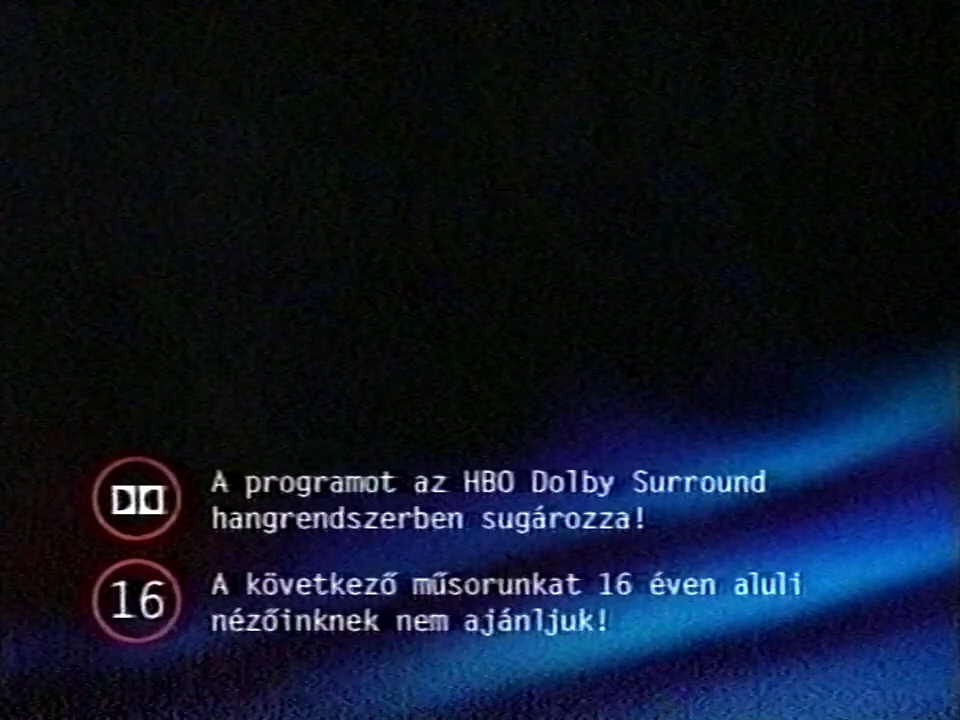 A programot az HBO Dolby Surround
hangrendszerben sugározza!
16
A következő műsorunkat 16 éven aluli
nézőinknek nem ajánljuk!